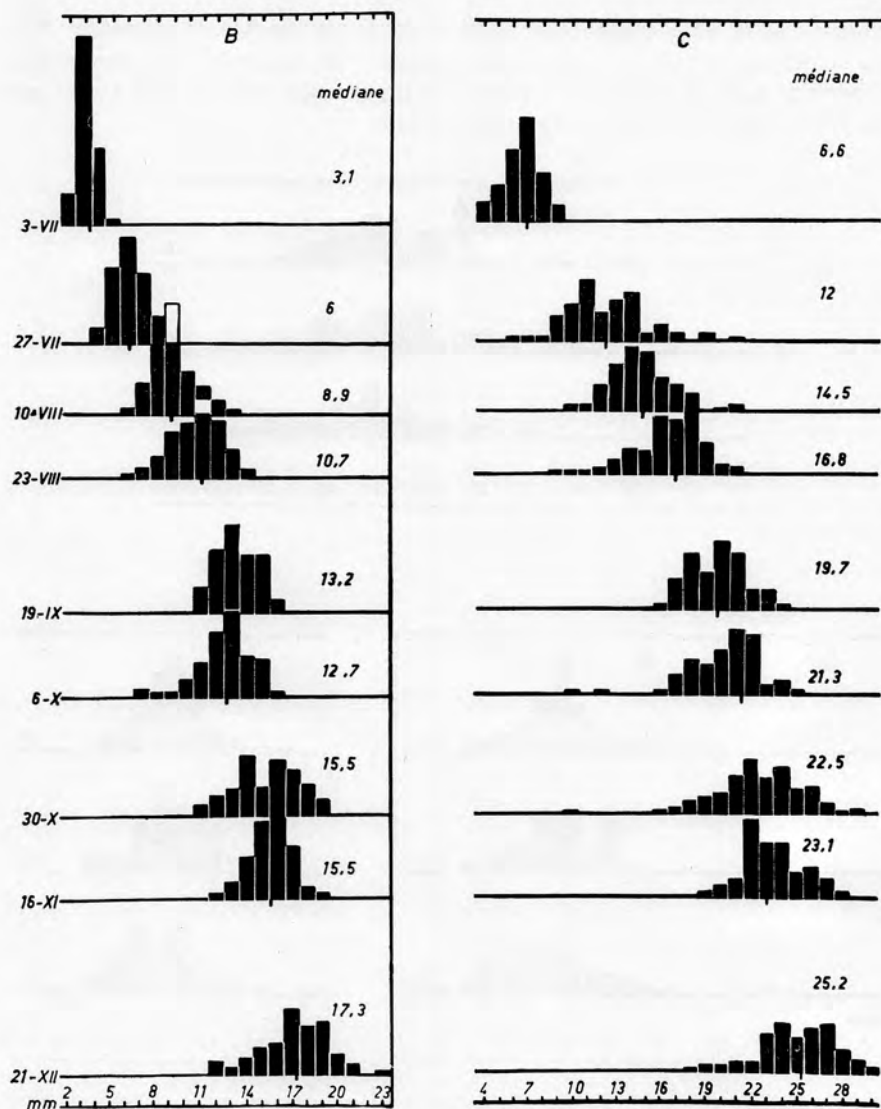 B
C
médiane
médiane
3,1
6,6
3-VII
6
12
27-VII
8,9
14,5
10-VIII
10,7
16,8
23-VIII
13,2
19,7
19-IX
12,7
21,3
6-X
15,5
22,5
30-X
15,5
23,1
16-XI
17,3
25,2
21-XII
2 5 8 11 14 17 20 23
mm
4 7 10 13 16 19 22 25 28